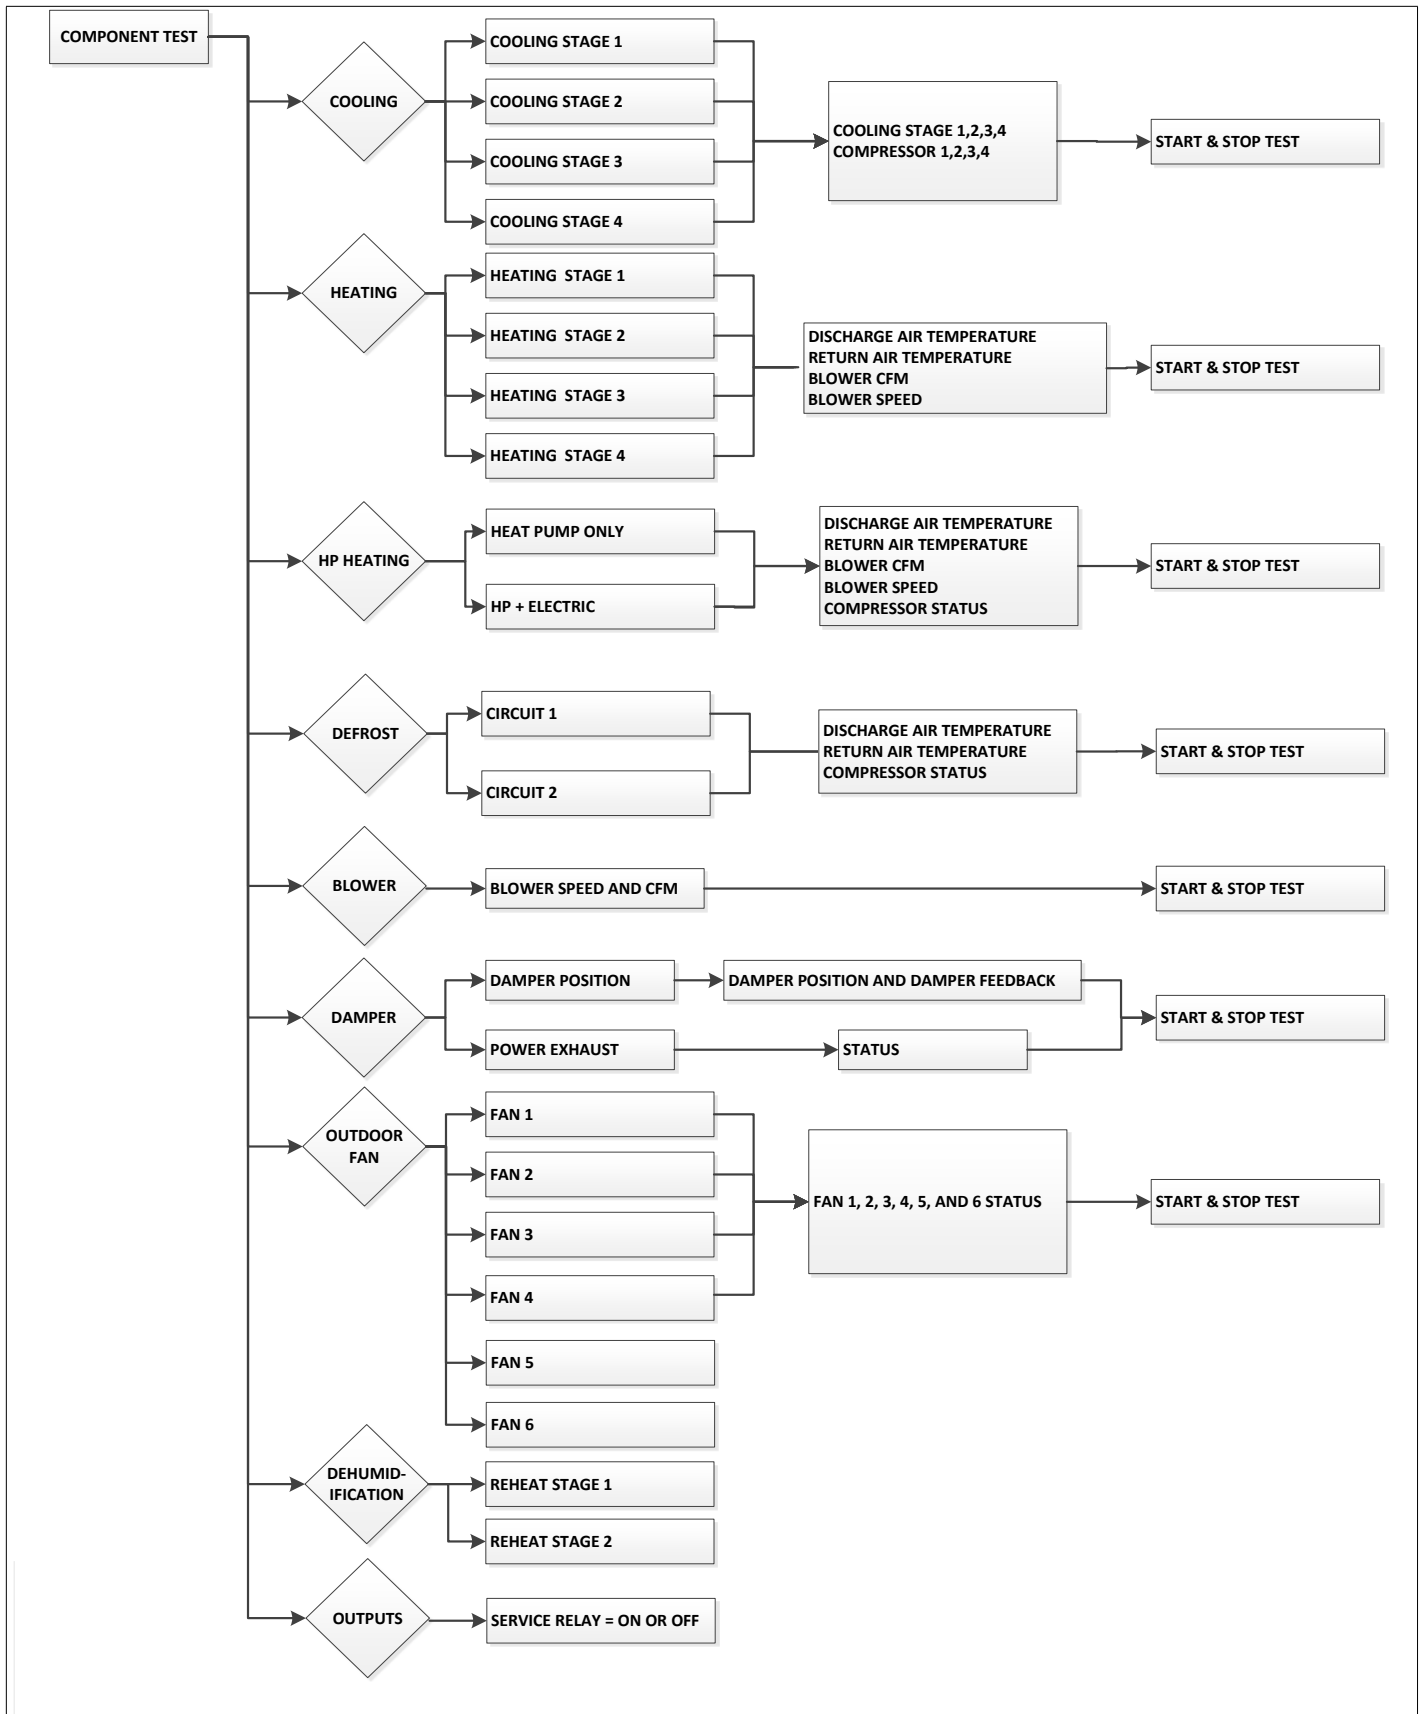 COMPONENT TEST
COOLING
COOLING STAGE 1
COOLING STAGE 2
COOLING STAGE 3
COOLING STAGE 4
COOLING STAGE 1,2,3,4
COMPRESSOR 1,2,3,4
START & STOP TEST
HEATING
HEATING STAGE 1
HEATING STAGE 2
HEATING STAGE 3
HEATING STAGE 4
DISCHARGE AIR TEMPERATURE
RETURN AIR TEMPERATURE
BLOWER CFM
BLOWER SPEED
START & STOP TEST
HP HEATING
HEAT PUMP ONLY
HP + ELECTRIC
DISCHARGE AIR TEMPERATURE
RETURN AIR TEMPERATURE
BLOWER CFM
BLOWER SPEED
COMPRESSOR STATUS
START & STOP TEST
DEFROST
CIRCUIT 1
CIRCUIT 2
DISCHARGE AIR TEMPERATURE
RETURN AIR TEMPERATURE
COMPRESSOR STATUS
START & STOP TEST
BLOWER
BLOWER SPEED AND CFM
START & STOP TEST
DAMPER
DAMPER POSITION
DAMPER POSITION AND DAMPER FEEDBACK
POWER EXHAUST
STATUS
START & STOP TEST
OUTDOOR
FAN
FAN 1
FAN 2
FAN 3
FAN 4
FAN 5
FAN 6
FAN 1, 2, 3, 4, 5, AND 6 STATUS
START & STOP TEST
DEHUMID-
IFICATION
REHEAT STAGE 1
REHEAT STAGE 2
OUTPUTS
SERVICE RELAY = ON OR OFF